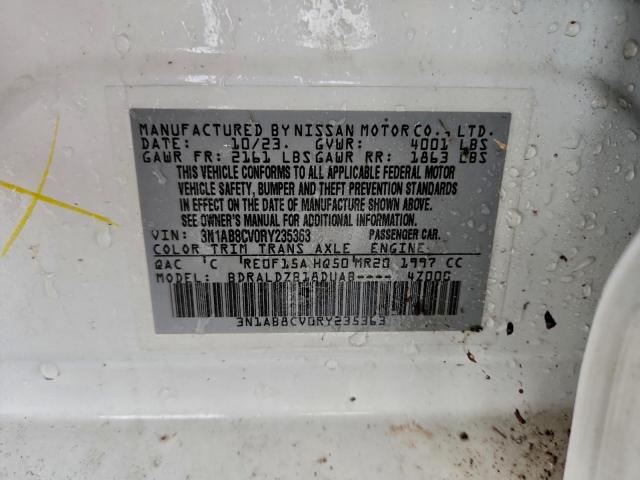 MANUFACTURED BY NISSAN MOTOR CO., LTD.
DATE: 10/23. GVWR: 4001 LBS
GAWR FR: 2161 LBS GAWR RR: 1863 LBS
THIS VEHICLE CONFORMS TO ALL APPLICABLE FEDERAL MOTOR
VEHICLE SAFETY, BUMPER AND THEFT PREVENTION STANDARDS
IN EFFECT ON THE DATE OF MANUFACTURE SHOWN ABOVE.
SEE OWNER'S MANUAL FOR ADDITIONAL INFORMATION.
VIN: 3N1AB8CV0RY235363 PASSENGER CAR.
COLOR TRIM TRANS AXLE ENGINE
QAC 'C 'RE0F15A HQ50 MR20 1997 CC
MODEL: BDRALDZB18DUAB---- 4Z00G
3N1AB8CV0RY235363